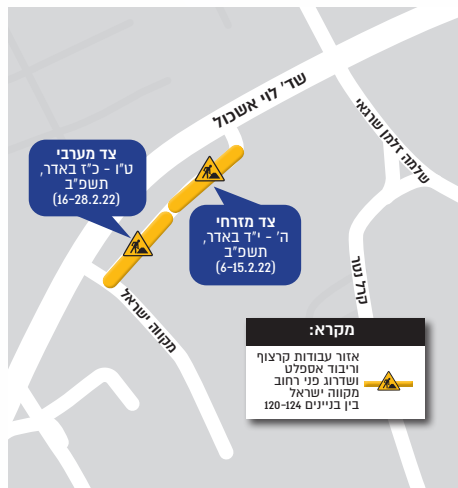 שד' לוי אשכול
שלמה זלמן שרגאי
צד מערבי
ט"ו - כ"ז באדר,
תשפ"ב
(16-28.2.22)
צד מזרחי
ה' - י"ד באדר,
תשפ"ב
(6-15.2.22)
קרל נטר
מקווה ישראל
מקרא:
אזור עבודות קרצוף
וריבוד אספלט
ושדרוג פני רחוב
מקווה ישראל
בין בניינים 120-124